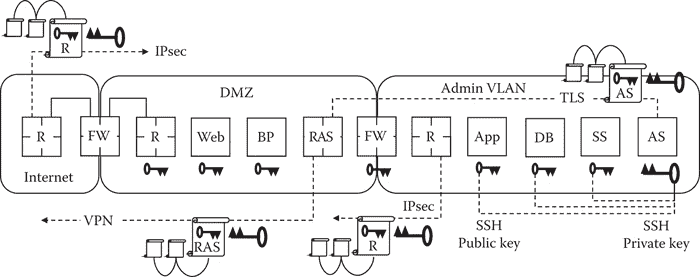 R
IPsec
DMZ
Admin VLAN
TLS
AS
R
FW
R
Web
BP
RAS
FW
R
App
DB
SS
AS
Internet
VPN
RAS
IPsec
R
SSH
Public key
SSH
Private key